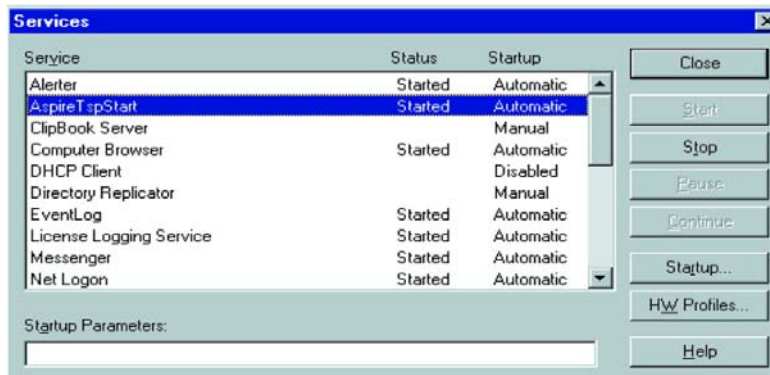 Services
Service Status Startup
Alerter Started Automatic
AspireTspStart Started Automatic
ClipBook Server Manual
Computer Browser Started Automatic
DHCP Client Disabled
Directory Replicator Manual
EventLog Started Automatic
License Logging Service Started Automatic
Messenger Started Automatic
Net Logon Started Automatic
Startup Parameters:
Close
Start
Stop
Pause
Continue
Startup...
HW Profiles...
Help